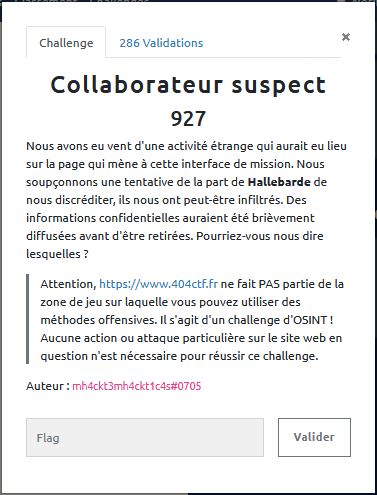 Challenge
286 Validations
×
Collaborateur suspect
927
Nous avons eu vent d'une activité étrange qui aurait eu lieu
sur la page qui mène à cette interface de mission. Nous
soupçonnons une tentative de la part de Hallebarde de
nous discréditer, ils nous ont peut-être infiltrés. Des
informations confidentielles auraient été brièvement
diffusées avant d'être retirées. Pourriez-vous nous dire
lesquelles ?
Attention, https://www.404ctf.fr ne fait PAS partie de la
zone de jeu sur laquelle vous pouvez utiliser des
méthodes offensives. Il s'agit d'un challenge d'OSINT !
Aucune action ou attaque particulière sur le site web en
question n'est nécessaire pour réussir ce challenge.
Auteur : mh4ckt3mh4ckt1c4s#0705
Flag
Valider